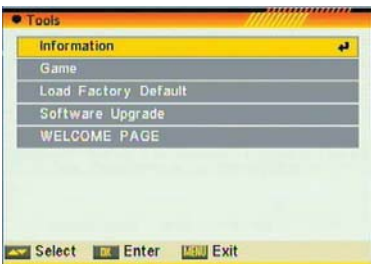 Tools
Information
Game
Load Factory Default
Software Upgrade
WELCOME PAGE
Select OK Enter MENU Exit